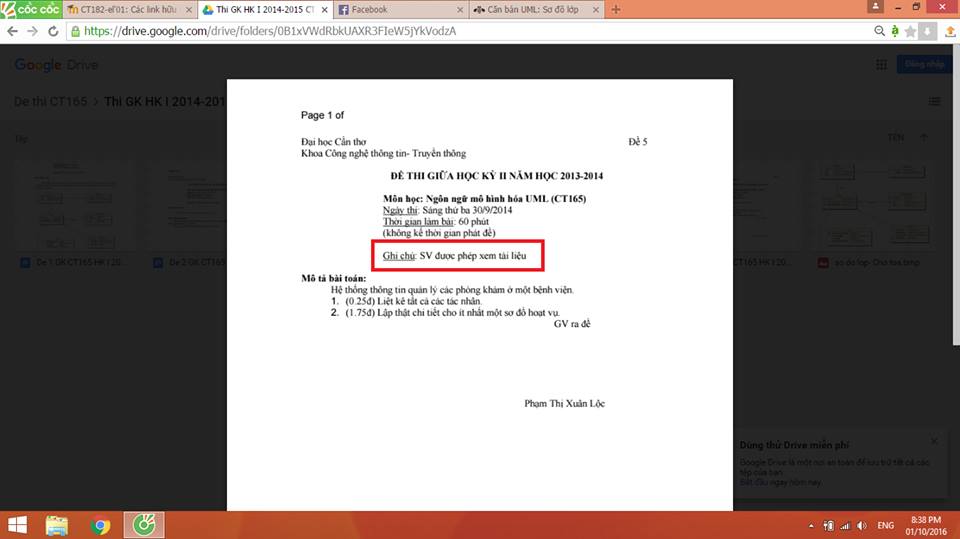 cốc cốc
CT182-el'01: Các link hữu
Thi GK HK I 2014-2015 CT
Facebook
Căn bản UML: Sơ đồ lớp
https://drive.google.com/drive/folders/0B1xVWdRbkUAXR3FIeW5jYkVodzA
Google Drive
Đăng nhập
De thi CT165 > Thi GK HK I 2014-201
TÊN
Page 1 of
Đại học Cần thơ
Đề 5
Khoa Công nghệ thông tin- Truyền thông
ĐỀ THI GIỮA HỌC KỲ II NĂM HỌC 2013-2014
Môn học: Ngôn ngữ mô hình hóa UML (CT165)
Ngày thi: Sáng thứ ba 30/9/2014
Thời gian làm bài: 60 phút
(không kể thời gian phát đề)
Ghi chú: SV được phép xem tài liệu
Mô tả bài toán:
Hệ thống thông tin quản lý các phòng khám ở một bệnh viện.
1. (0.25đ) Liệt kê tất cả các tác nhân.
2. (1.75đ) Lập thật chi tiết cho ít nhất một sơ đồ hoạt vụ.
GV ra đề
Phạm Thị Xuân Lộc
De 1 GK CT165 HK I 20
De 2 GK CT165 HK
165 HK I 20
so do lop- Cho toa.bmp
Dùng thử Drive miễn phí
Google Drive là một nơi an toàn để lưu trữ tất cả các
tệp của bạn.
Bắt đầu ngay hôm nay.
ENG
8:38 PM
01/10/2016